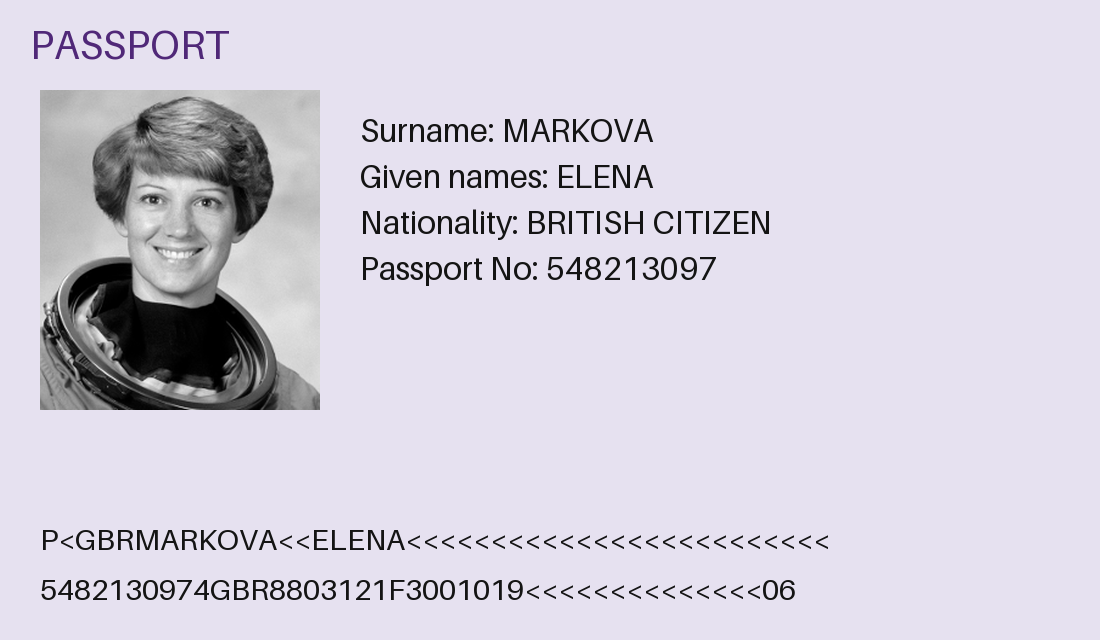 PASSPORT
Surname: MARKOVA
Given names: ELENA
Nationality: BRITISH CITIZEN
Passport No: 548213097
P<GBRMARKOVA<<ELENA<<<<<<<<<<<<<<<<<<<<<<<<<
5482130974GBR8803121F3001019<<<<<<<<<<<<<<06